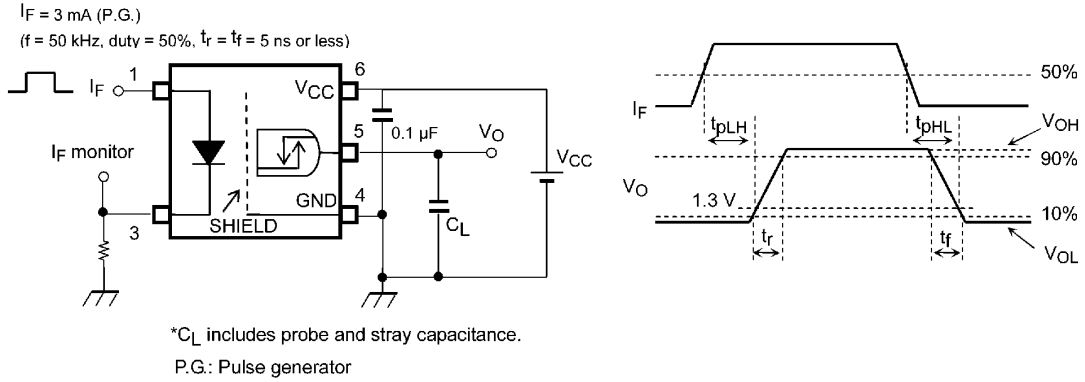 IF = 3 mA (P.G.)
(f = 50 kHz, duty = 50%, tr = tf = 5 ns or less)
1
IF
6
VCC
5
0.1 μF
VO
VCC
IF monitor
3
SHIELD
GND
4
CL
*CL includes probe and stray capacitance.
P.G.: Pulse generator
50%
IF
tpLH
tpHL
VOH
90%
VO
1.3 V
10%
tr
tf
VOL